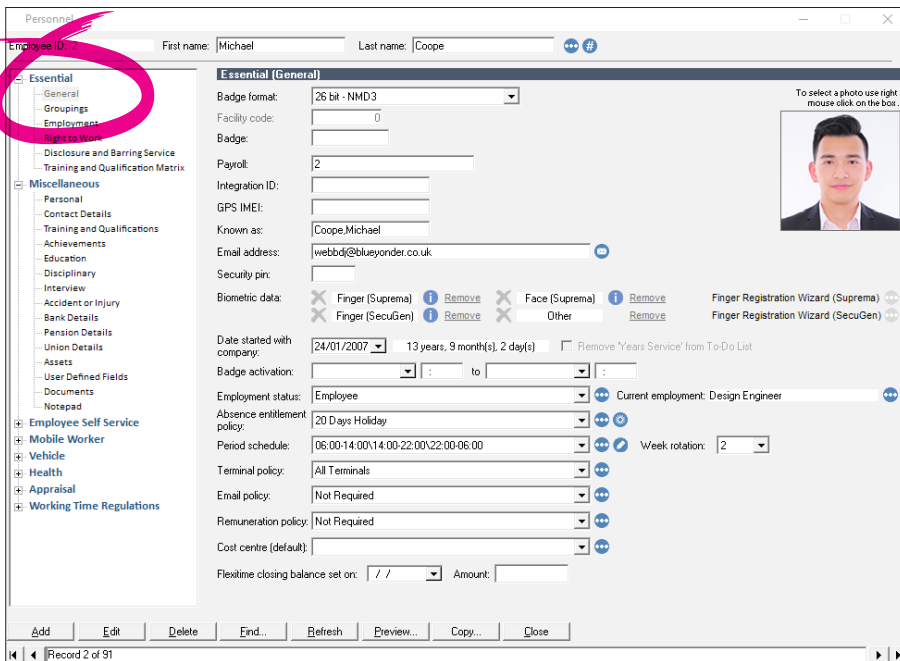 Personnel
Employee ID: 2 First name: Michael Last name: Coope #
Essential
General
Groupings
Employment
Right to Work
Disclosure and Barring Service
Training and Qualification Matrix
Miscellaneous
Personal
Contact Details
Training and Qualifications
Achievements
Education
Disciplinary
Interview
Accident or Injury
Bank Details
Pension Details
Union Details
Assets
User Defined Fields
Documents
Notepad
Employee Self Service
Mobile Worker
Vehicle
Health
Appraisal
Working Time Regulations
Essential (General)
Badge format: 26 bit - NMD3
Facility code: 0
Badge:
Payroll: 2
Integration ID:
GPS IMEI:
Known as: Coope,Michael
Email address: webbdj@blueyonder.co.uk
Security pin:
To select a photo use right
mouse click on the box.
Biometric data: Finger (Suprema) i Remove Face (Suprema) i Remove Finger Registration Wizard (Suprema)
Finger (SecuGen) i Remove Other Remove Finger Registration Wizard (SecuGen)
Date started with
company: 24/01/2007 13 years, 9 month(s), 2 day(s) Remove 'Years Service' from To-Do List
Badge activation: : to :
Employment status: Employee Current employment: Design Engineer
Absence entitlement
policy: 20 Days Holiday
Period schedule: 06:00-14:00\14:00-22:00\22:00-06:00 Week rotation: 2
Terminal policy: All Terminals
Email policy: Not Required
Remuneration policy: Not Required
Cost centre (default):
Flexitime closing balance set on: / / Amount:
Add Edit Delete Find... Refresh Preview... Copy... Close
Record 2 of 91